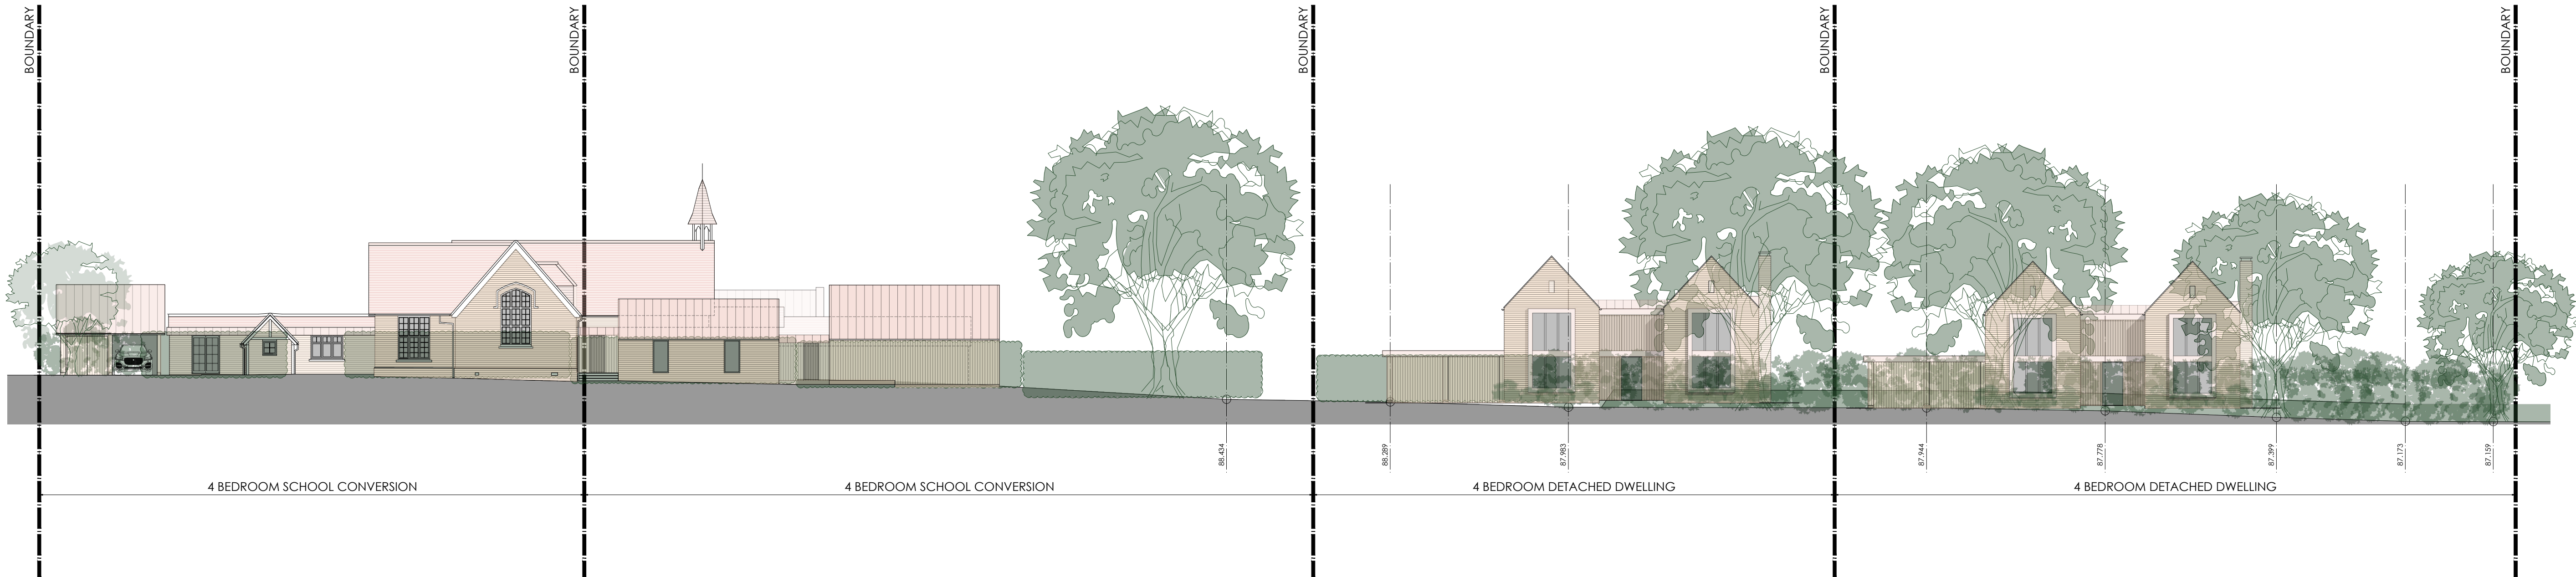 BOUNDARY
BOUNDARY
BOUNDARY
BOUNDARY
BOUNDARY
88.434
88.289
87.983
87.944
87.778
87.399
87.173
87.159
4 BEDROOM SCHOOL CONVERSION
4 BEDROOM SCHOOL CONVERSION
4 BEDROOM DETACHED DWELLING
4 BEDROOM DETACHED DWELLING